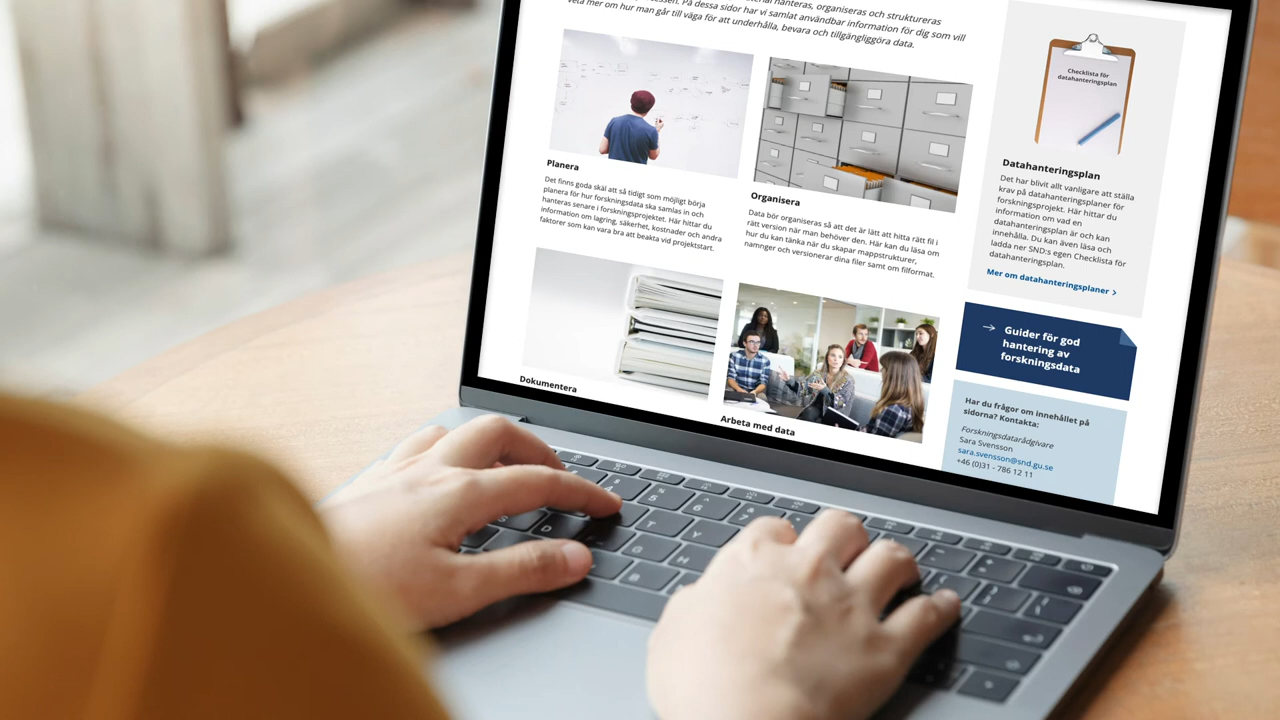 material hanteras, organiseras och struktureras
På dessa sidor har vi samlat användbar information för dig som vill
veta mer om hur man går till väga för att underhålla, bevara och tillgängliggöra data.
Planera
Det finns goda skäl att så tidigt som möjligt börja
planera för hur forskningsdata ska samlas in och
hanteras senare i forskningsprojektet. Här hittar du
information om lagring, säkerhet, kostnader och andra
faktorer som kan vara bra att beakta vid projektstart.
Organisera
Data bör organiseras så att det är lätt att hitta rätt fil i
rätt version när man behöver den. Här kan du läsa om
hur du kan tänka när du skapar mappstrukturer,
namnger och versionerar dina filer samt om filformat.
Dokumentera
Arbeta med data
Checklista för
datahanteringsplan
Datahanteringsplan
Det har blivit allt vanligare att ställa
krav på datahanteringsplaner för
forskningsprojekt. Här hittar du
information om vad en
datahanteringsplan är och kan
innehålla. Du kan även läsa och
ladda ner SND:s egen Checklista för
datahanteringsplan.
Mer om datahanteringsplaner >
→ Guider för god
hantering av
forskningsdata
Har du frågor om innehållet på
sidorna? Kontakta:
Forskningsdatarådgivare
Sara Svensson
sara.svensson@snd.gu.se
+46 (0)31 - 786 12 11
4
5
6
7
T
Y
D
G
H
B